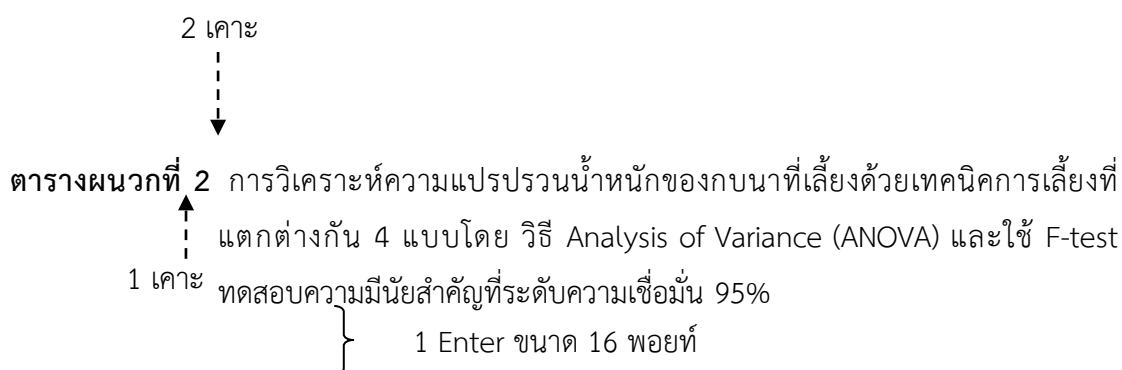 2 เคาะ
ตารางผนวกที่ 2 การวิเคราะห์ความแปรปรวนน้ำหนักของกบนาที่เลี้ยงด้วยเทคนิคการเลี้ยงที่
แตกต่างกัน 4 แบบโดย วิธี Analysis of Variance (ANOVA) และใช้ F-test
1 เคาะ
ทดสอบความมีนัยสำคัญที่ระดับความเชื่อมั่น 95%
1 Enter ขนาด 16 พอยท์